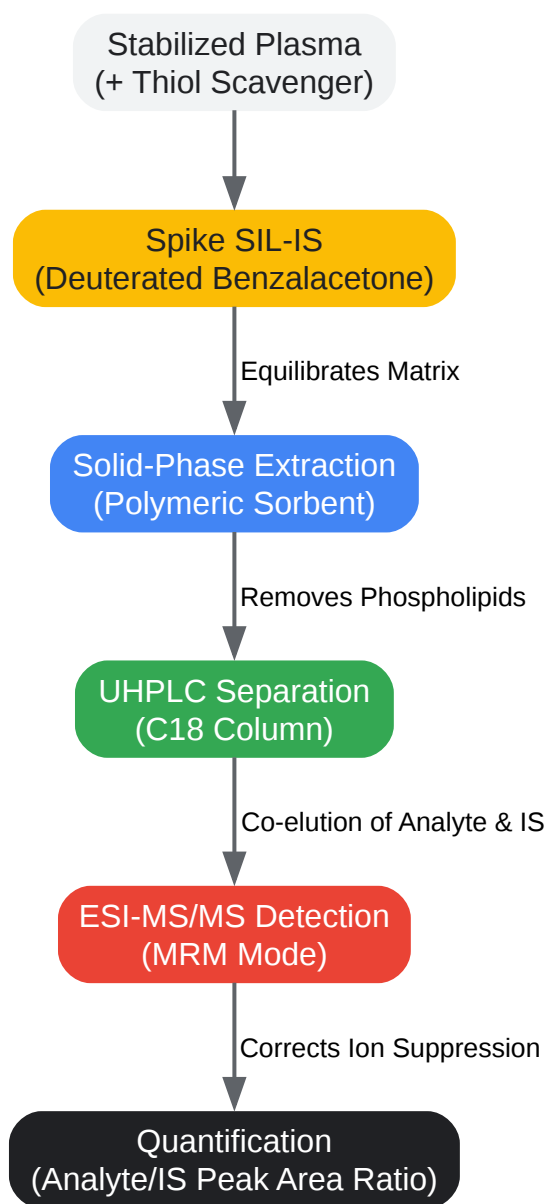 Stabilized Plasma
(+ Thiol Scavenger)
Spike SIL-IS
(Deuterated Benzalacetone)
Equilibrates Matrix
Solid-Phase Extraction
(Polymeric Sorbent)
Removes Phospholipids
UHPLC Separation
(C18 Column)
Co-elution of Analyte & IS
ESI-MS/MS Detection
(MRM Mode)
Corrects Ion Suppression
Quantification
(Analyte/IS Peak Area Ratio)